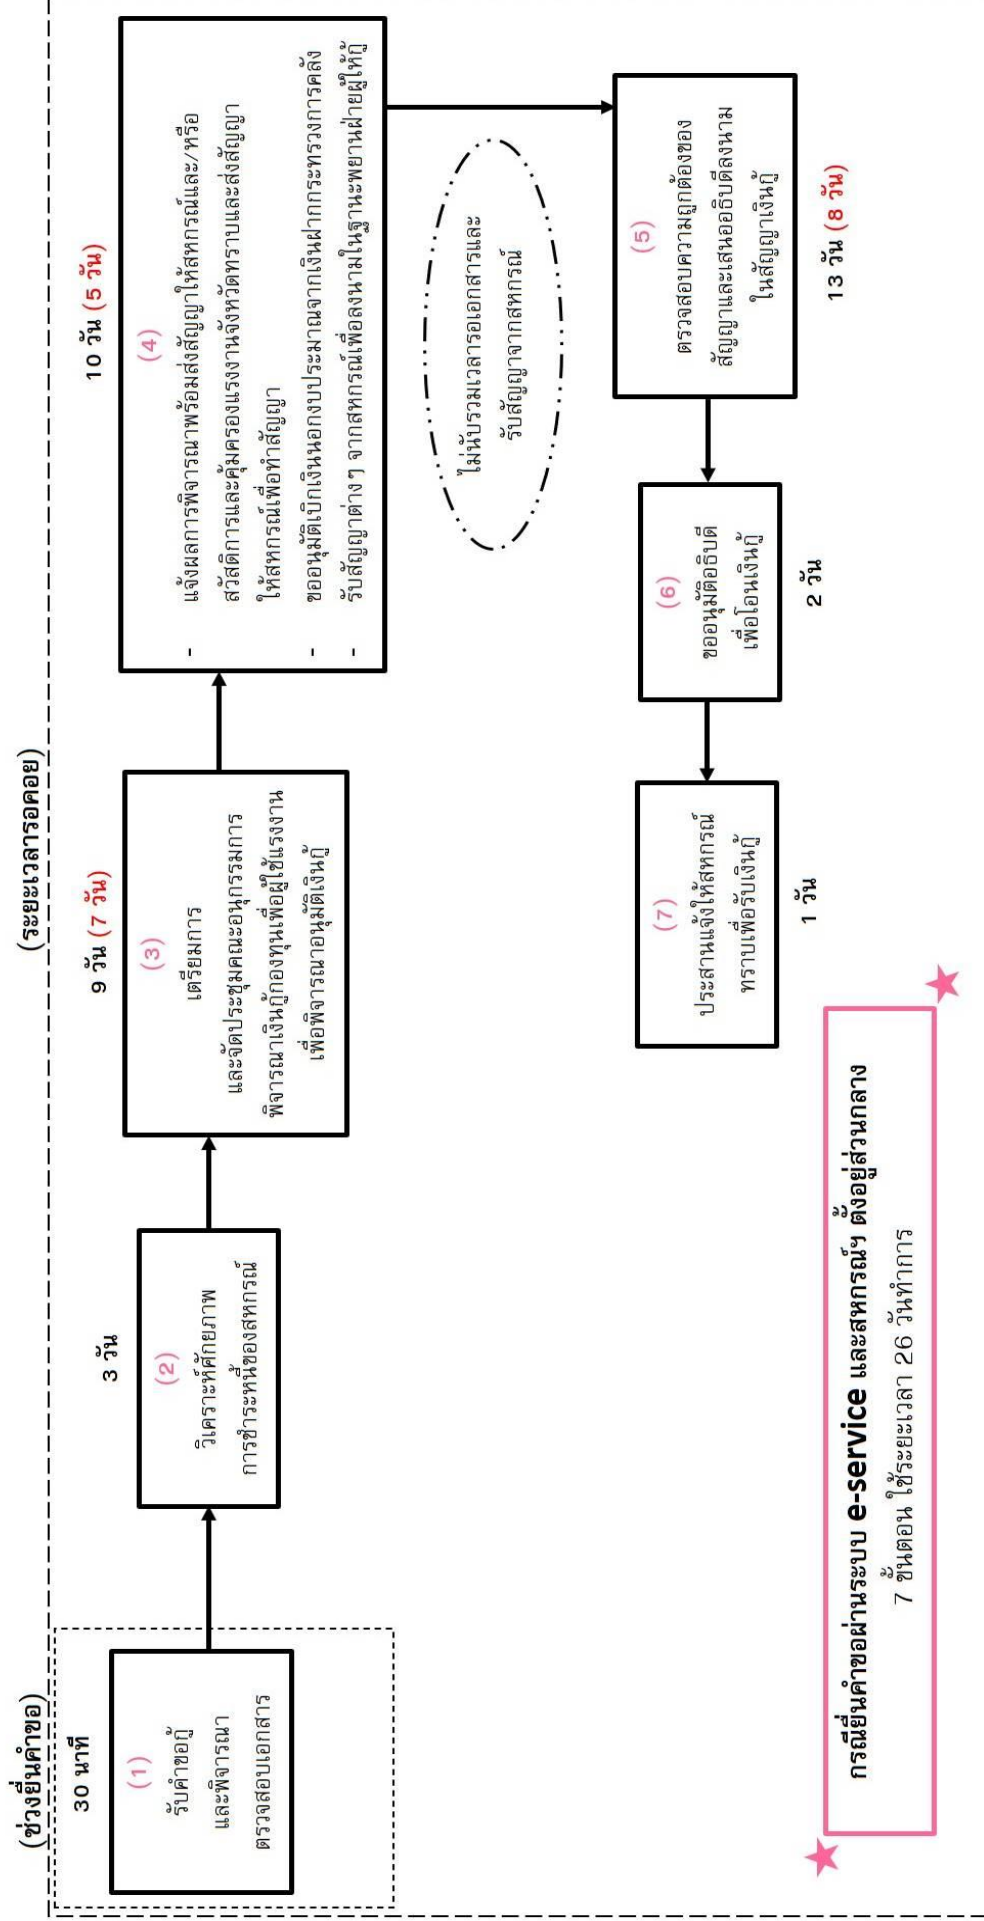 (ช่วงยื่นคำขอ)
(ระยะเวลารอคอย)
30 นาที
(1)
รับคำขอกู้
และพิจารณา
ตรวจสอบเอกสาร
3 วัน
(2)
วิเคราะห์ศักยภาพ
การชำระหนี้ของสหกรณ์
9 วัน (7 วัน)
(3)
เตรียมการ
และจัดประชุมคณะอนุกรรมการ
พิจารณาเงินกู้กองทุนเพื่อผู้ใช้แรงงาน
เพื่อพิจารณาอนุมัติเงินกู้
10 วัน (5 วัน)
(4)
- แจ้งผลการพิจารณาพร้อมส่งสัญญาให้สหกรณ์และ/หรือ
สวัสดิการและคุ้มครองแรงงานจังหวัดทราบและส่งสัญญา
ให้สหกรณ์เพื่อทำสัญญา
- ขออนุมัติเบิกเงินนอกงบประมาณจากเงินฝากกระทรวงการคลัง
- รับสัญญาต่างๆ จากสหกรณ์เพื่อลงนามในฐานะพยานฝ่ายผู้ให้กู้
ไม่นับรวมเวลารอเอกสารและ
รับสัญญาจากสหกรณ์
(5)
ตรวจสอบความถูกต้องของ
สัญญาและเสนออธิบดีลงนาม
ในสัญญาเงินกู้
13 วัน (8 วัน)
(6)
ขออนุมัติอธิบดี
เพื่อโอนเงินกู้
2 วัน
(7)
ประสานแจ้งให้สหกรณ์
ทราบเพื่อรับเงินกู้
1 วัน
กรณียื่นคำขอผ่านระบบ e-service และสหกรณ์ฯ ตั้งอยู่ส่วนกลาง
7 ขั้นตอน ใช้ระยะเวลา 26 วันทำการ